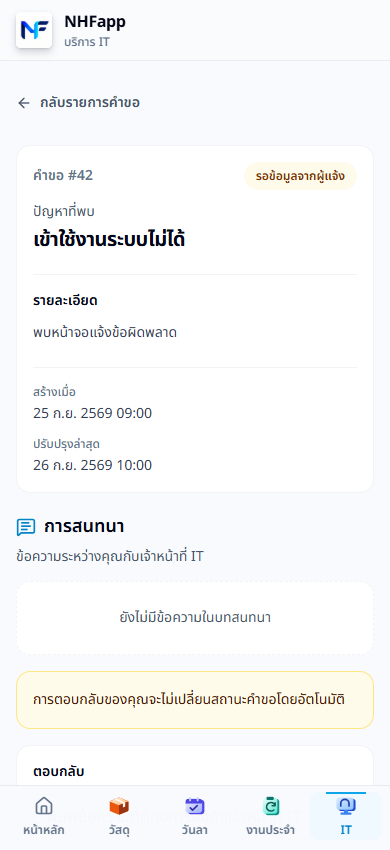 NHFapp
บริการ IT
กลับรายการคำขอ
คำขอ #42
รอข้อมูลจากผู้แจ้ง
ปัญหาที่พบ
เข้าใช้งานระบบไม่ได้
รายละเอียด
พบหน้าจอแจ้งข้อผิดพลาด
สร้างเมื่อ
25 ก.ย. 2569 09:00
ปรับปรุงล่าสุด
26 ก.ย. 2569 10:00
การสนทนา
ข้อความระหว่างคุณกับเจ้าหน้าที่ IT
ยังไม่มีข้อความในบทสนทนา
การตอบกลับของคุณจะไม่เปลี่ยนสถานะคำขอโดยอัตโนมัติ
ตอบกลับ
หน้าหลัก
วัสดุ
วันลา
งานประจำ
IT